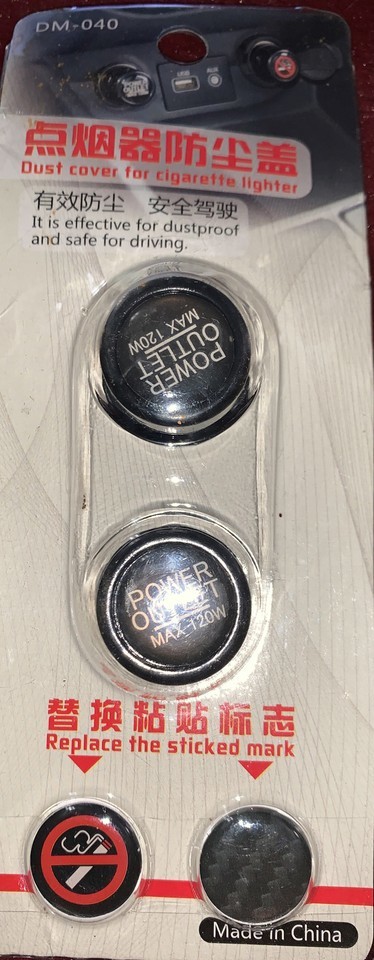 DM-040
点烟器防尘盖
Dust cover for cigarette lighter
有效防尘 安全驾驶
It is effective for dustproof
and safe for driving.
POWER
OUTLET
MAX 120W
POWER
OUTLET
MAX 120W
替换粘贴标志
Replace the sticked mark
Made in China